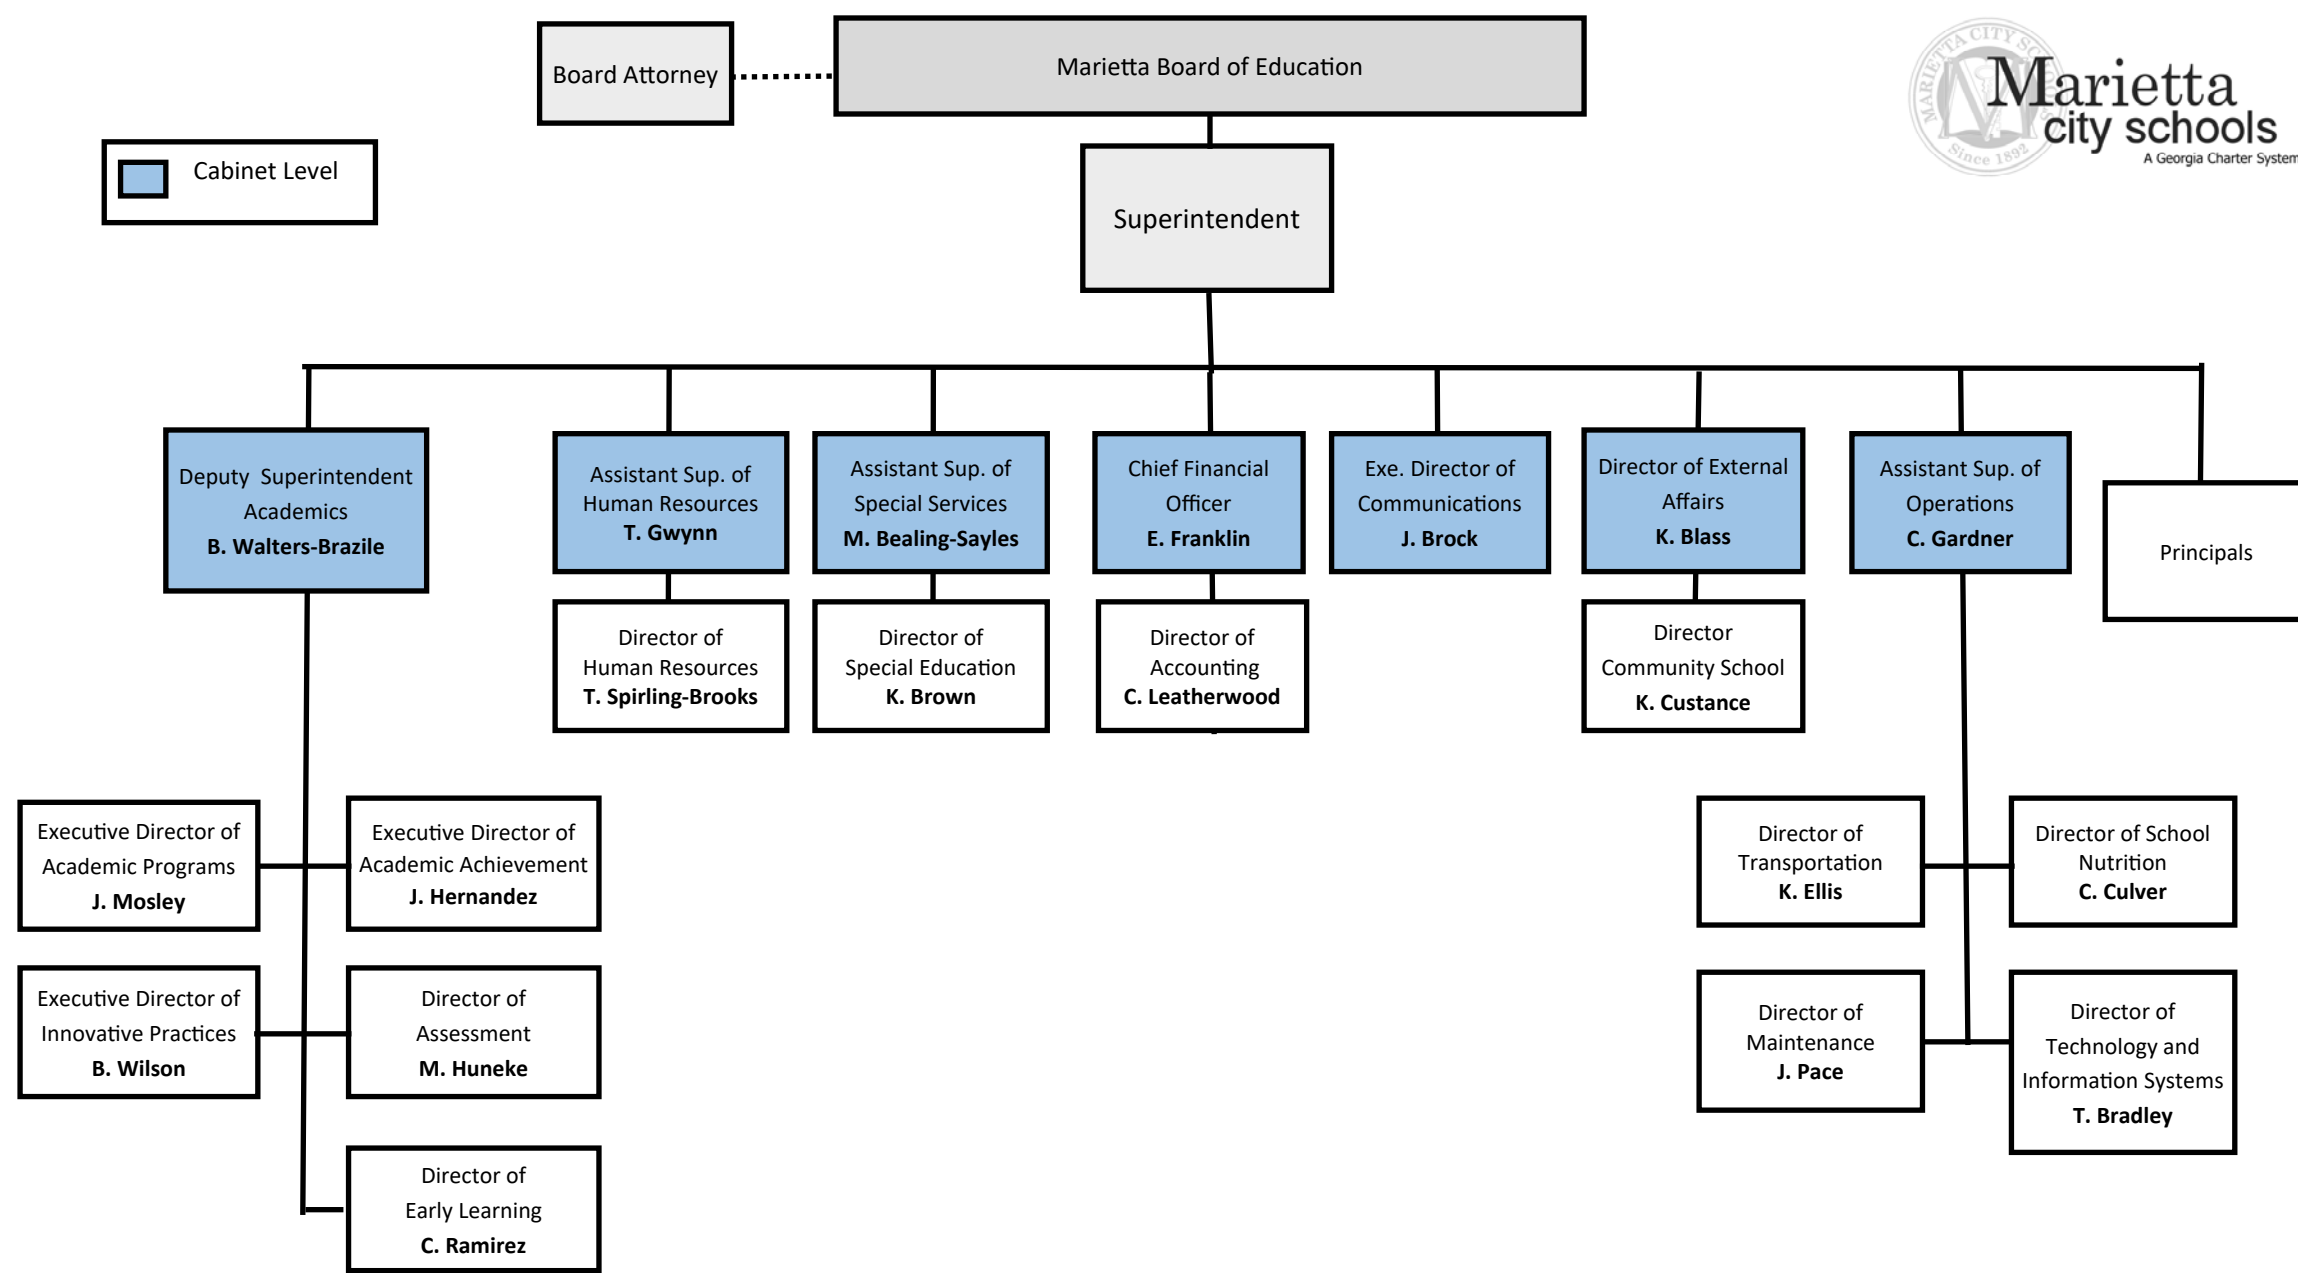 Board Attorney
Marietta Board of Education
MARIETTA CITY SCHOOLS
Since 1892
Marietta
city schools
A Georgia Charter System
Cabinet Level
Superintendent
Deputy Superintendent
Academics
B. Walters-Brazile
Assistant Sup. of
Human Resources
T. Gwynn
Assistant Sup. of
Special Services
M. Bealing-Sayles
Chief Financial
Officer
E. Franklin
Exe. Director of
Communications
J. Brock
Director of External
Affairs
K. Blass
Assistant Sup. of
Operations
C. Gardner
Principals
Director of
Human Resources
T. Spirling-Brooks
Director of
Special Education
K. Brown
Director of
Accounting
C. Leatherwood
Director
Community School
K. Custance
Executive Director of
Academic Programs
J. Mosley
Executive Director of
Academic Achievement
J. Hernandez
Director of
Transportation
K. Ellis
Director of School
Nutrition
C. Culver
Executive Director of
Innovative Practices
B. Wilson
Director of
Assessment
M. Huneke
Director of
Maintenance
J. Pace
Director of
Technology and
Information Systems
T. Bradley
Director of
Early Learning
C. Ramirez